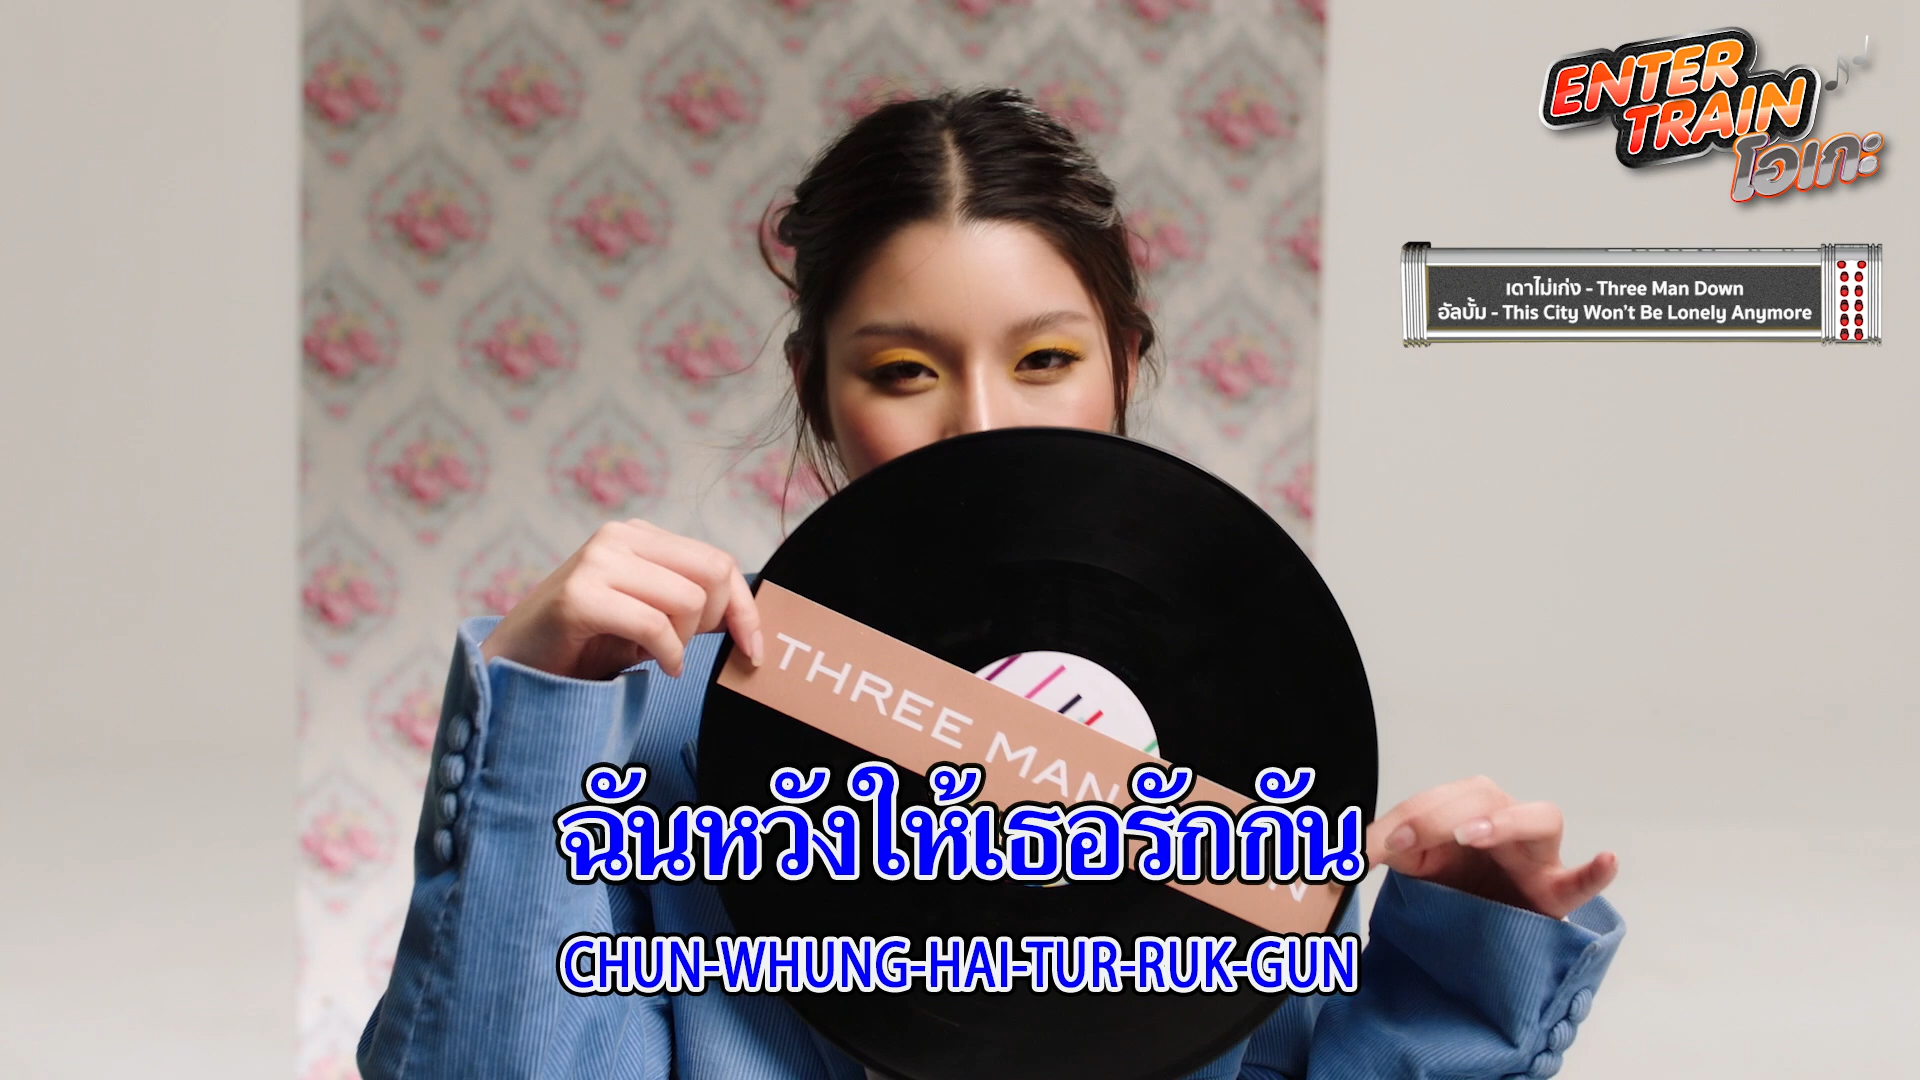 ENTER
TRAIN
โอเกะ
เดาไม่เก่ง - Three Man Down
อัลบั้ม - This City Won't Be Lonely Anymore
THREE MAN
ฉันหวังให้เธอรักกัน
CHUN-WHUNG-HAI-TUR-RUK-GUN